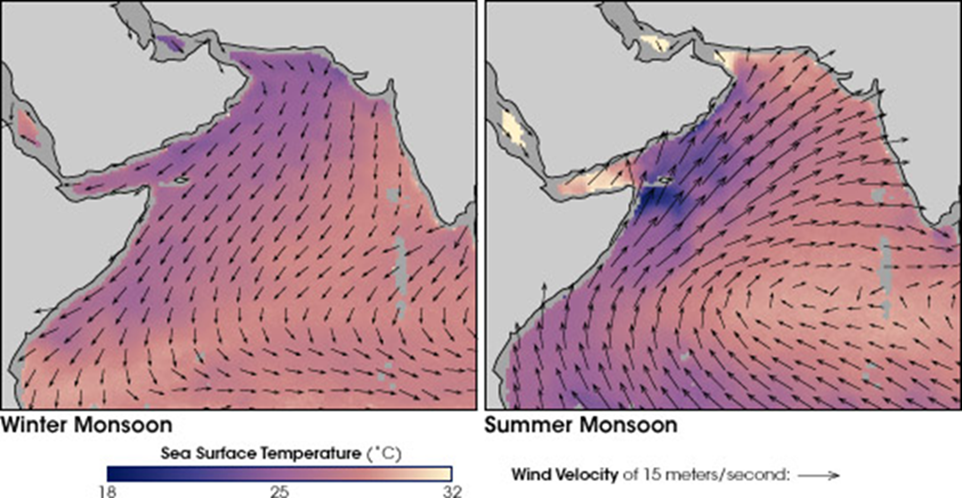 Winter Monsoon
Summer Monsoon
Sea Surface Temperature (°C)
18 25 32
Wind Velocity of 15 meters/second: